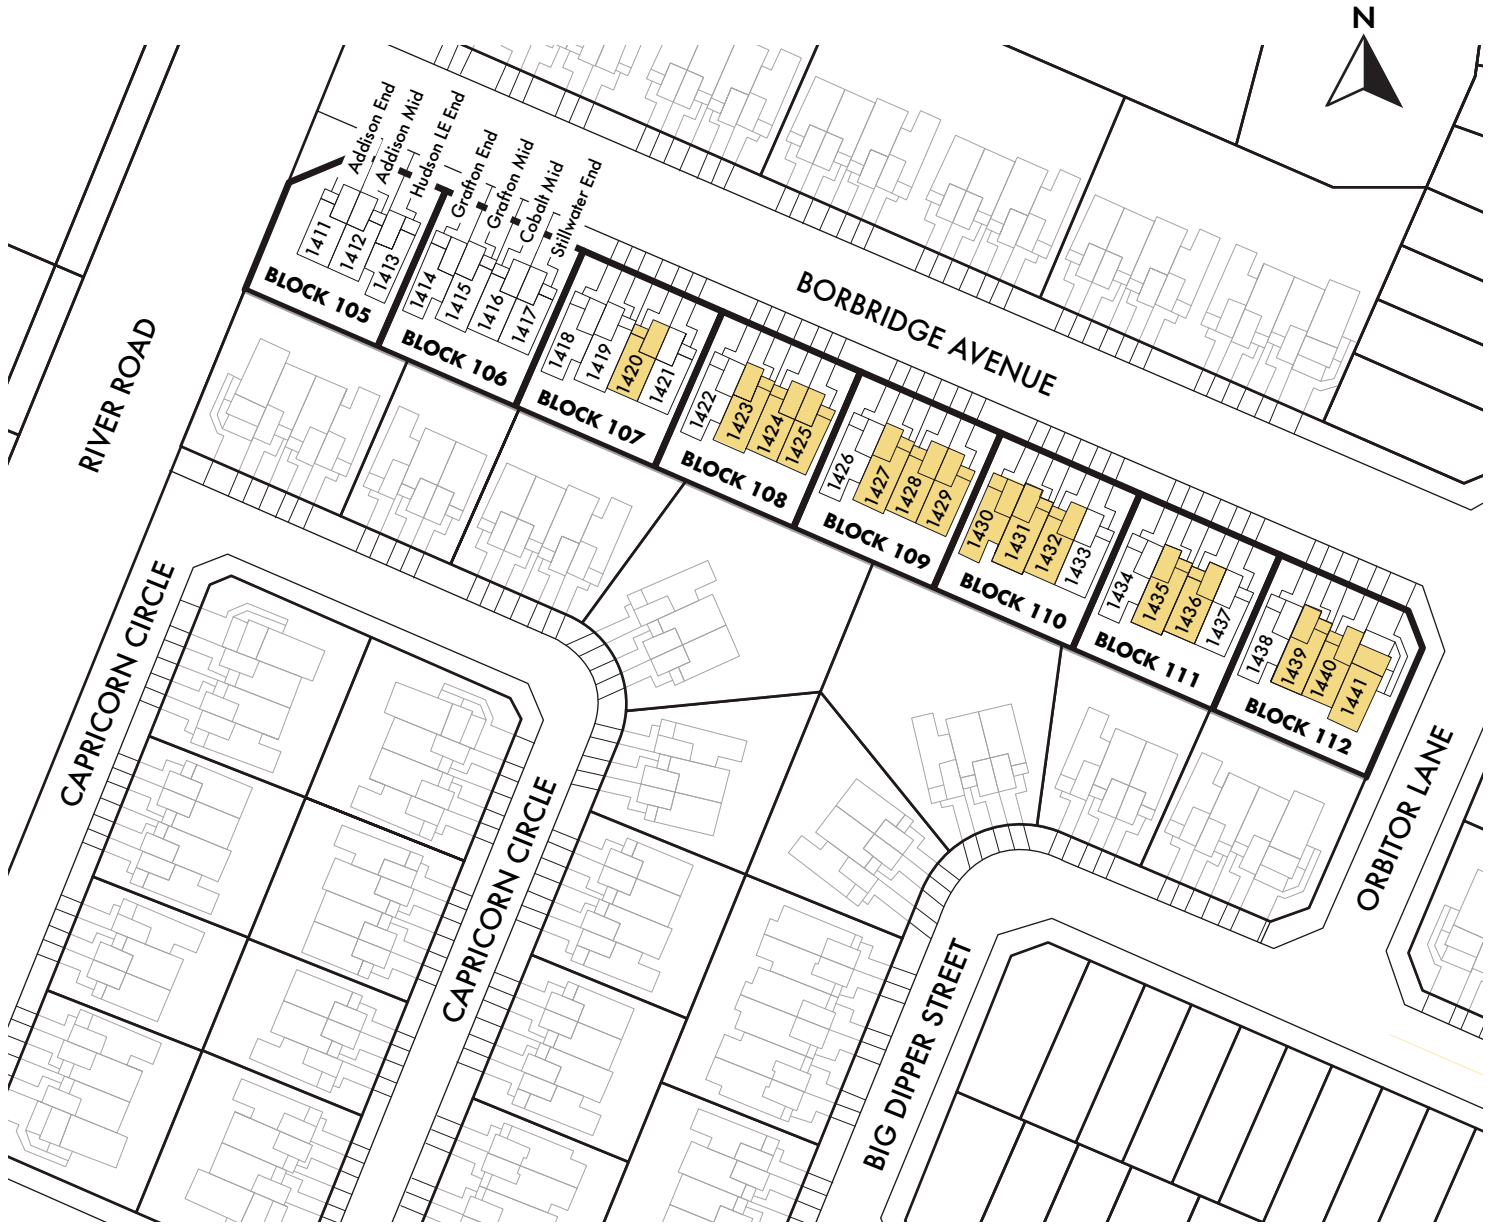 N
Addison End
Addison Mid
Hudson LE End
Grafton End
Grafton Mid
Cobalt Mid
Stillwater End
1411
1412
1413
BLOCK 105
1414
1415
1416
1417
BLOCK 106
1418
1419
1420
1421
BLOCK 107
1422
1423
1424
1425
BLOCK 108
1426
1427
1428
1429
BLOCK 109
1430
1431
1432
1433
BLOCK 110
1434
1435
1436
1437
BLOCK 111
1438
1439
1440
1441
BLOCK 112
BORBRIDGE AVENUE
RIVER ROAD
CAPRICORN CIRCLE
CAPRICORN CIRCLE
BIG DIPPER STREET
ORBITOR LANE